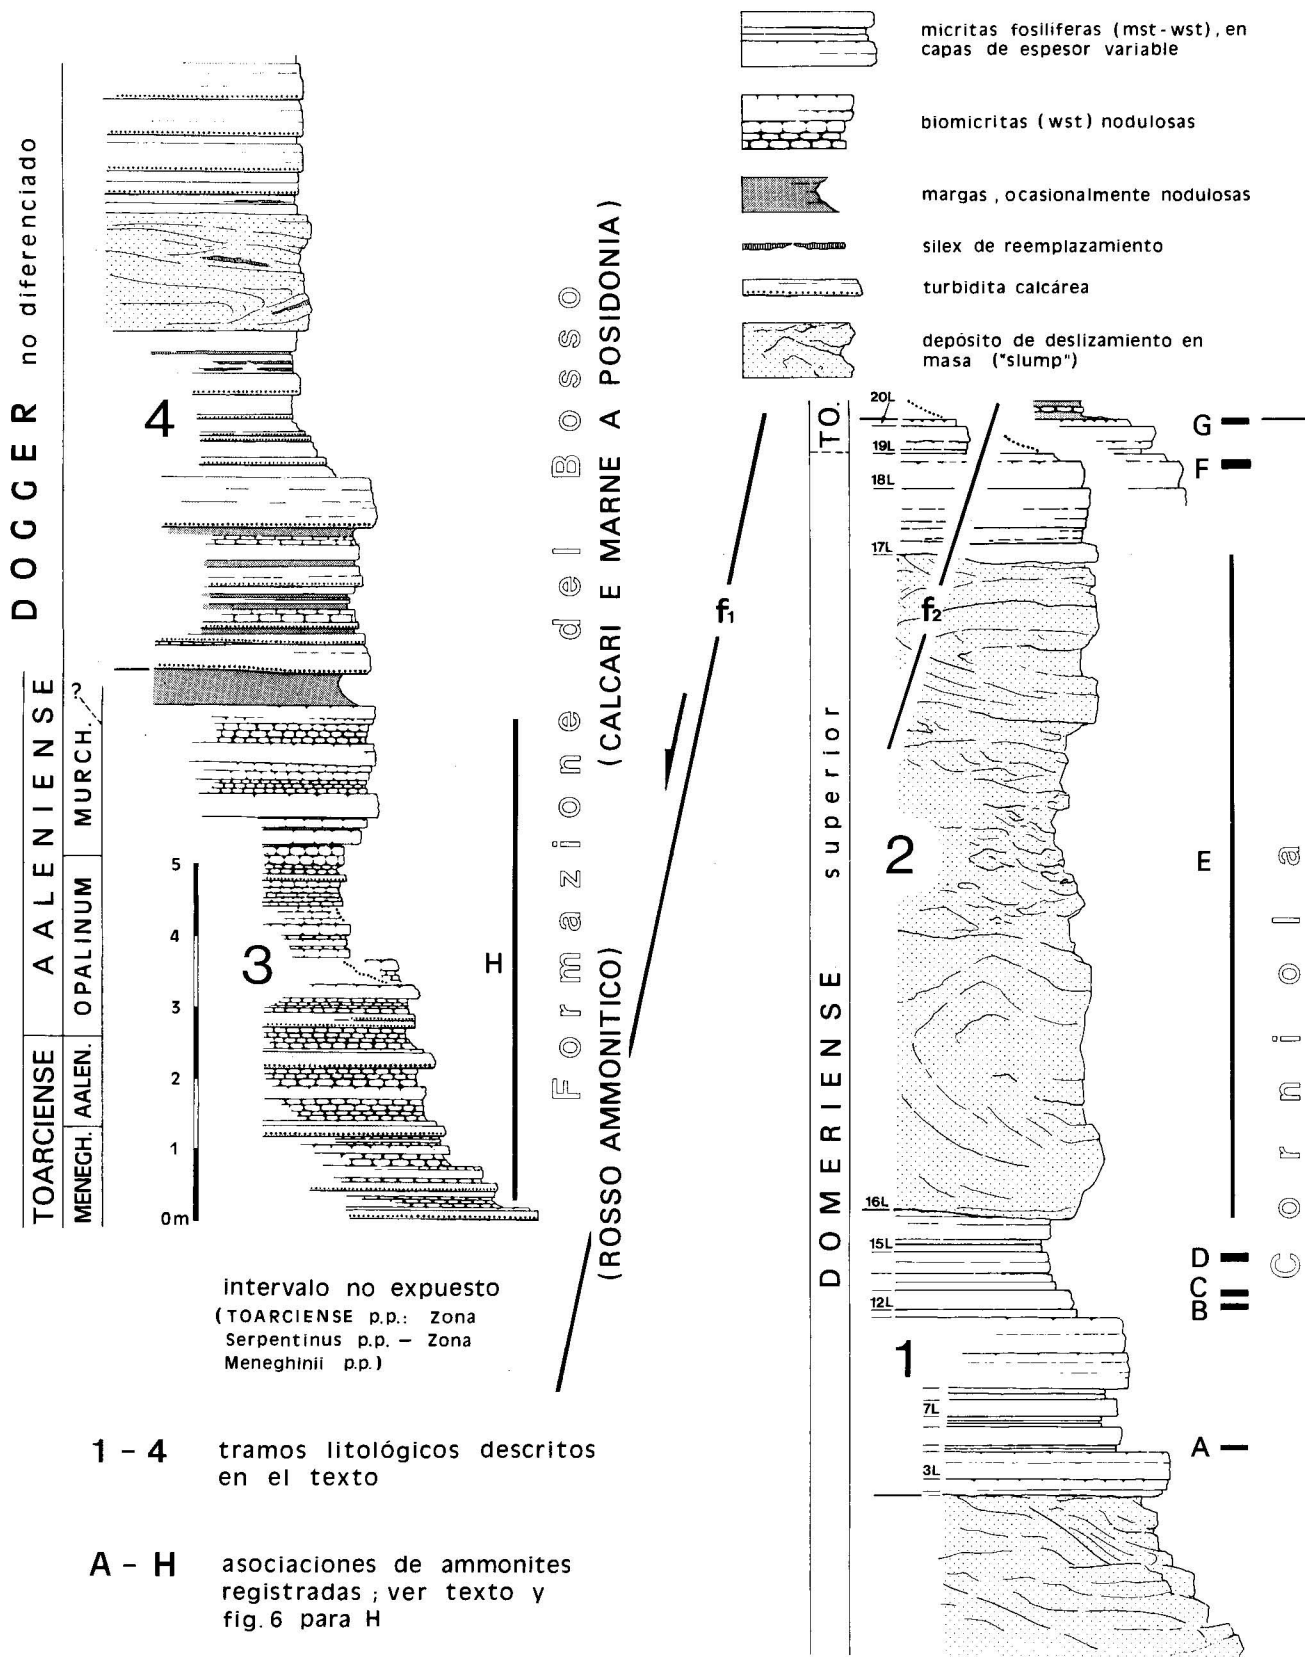 micritas fosilíferas (mst-wst), en
capas de espesor variable
biomicritas (wst) nodulosas
margas, ocasionalmente nodulosas
silex de reemplazamiento
turbidita calcárea
depósito de deslizamiento en
masa ("slump")
DOGGER no diferenciado
AALENIENSE
TOARCIENSE
?
MURCH.
OPALINUM
AALEN.
MENEGH.
4
3
5
4
3
2
1
0m
H
Formazione del Bosso
(CALCARI E MARNE A POSIDONIA)
(ROSSO AMMONITICO)
f1
f2
intervalo no expuesto
(TOARCIENSE p.p.: Zona
Serpentinus p.p. – Zona
Meneghinii p.p.)
1 – 4 tramos litológicos descritos
en el texto
A – H asociaciones de ammonites
registradas; ver texto y
fig. 6 para H
TO.
DOMERIENSE superior
20L
19L
18L
17L
16L
15L
12L
7L
3L
2
1
G
F
E
D
C
B
A
Corniola